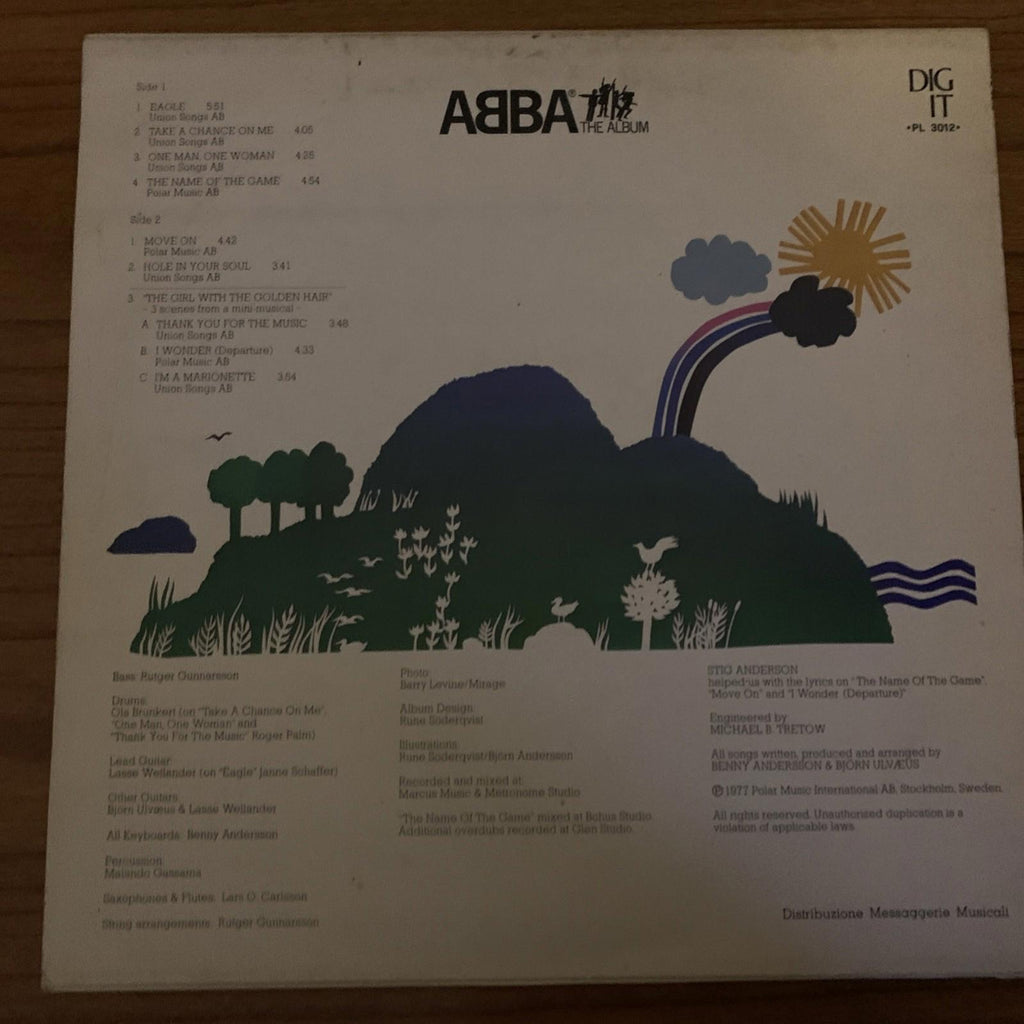 Side 1
1. EAGLE 5.51
Union Songs AB
2. TAKE A CHANCE ON ME 4.05
Union Songs AB
3. ONE MAN, ONE WOMAN 4.35
Union Songs AB
4. THE NAME OF THE GAME 4.54
Polar Music AB
Side 2
1. MOVE ON 4.42
Polar Music AB
2. HOLE IN YOUR SOUL 3.41
Union Songs AB
3. "THE GIRL WITH THE GOLDEN HAIR"
- 3 scenes from a mini-musical -
A. THANK YOU FOR THE MUSIC 3.48
Union Songs AB
B. I WONDER (Departure) 4.33
Polar Music AB
C. I'M A MARIONETTE 3.54
Union Songs AB
ABBA®
THE ALBUM
DIG
IT
•PL 3012•
Bass: Rutger Gunnarsson
Drums:
Ola Brunkert (on "Take A Chance On Me",
"One Man, One Woman" and
"Thank You For The Music" Roger Palm)
Lead Guitar:
Lasse Wellander (on "Eagle" Janne Schaffer)
Other Guitars:
Björn Ulvæus & Lasse Wellander
All Keyboards: Benny Andersson
Percussion:
Malando Gassama
Saxophones & Flutes: Lars O. Carlsson
String arrangements: Rutger Gunnarsson
Photo:
Barry Levine/Mirage
Album Design:
Rune Söderqvist
Illustrations:
Rune Söderqvist/Björn Andersson
Recorded and mixed at:
Marcus Music & Metronome Studio
"The Name Of The Game" mixed at Bohus Studio.
Additional overdubs recorded at Glen Studio.
STIG ANDERSON
helped us with the lyrics on "The Name Of The Game",
"Move On" and "I Wonder (Departure)"
Engineered by
MICHAEL B. TRETOW
All songs written, produced and arranged by
BENNY ANDERSSON & BJÖRN ULVÆUS
℗ 1977 Polar Music International AB, Stockholm, Sweden.
All rights reserved. Unauthorised duplication is a
violation of applicable laws
Distribuzione Messaggerie Musicali